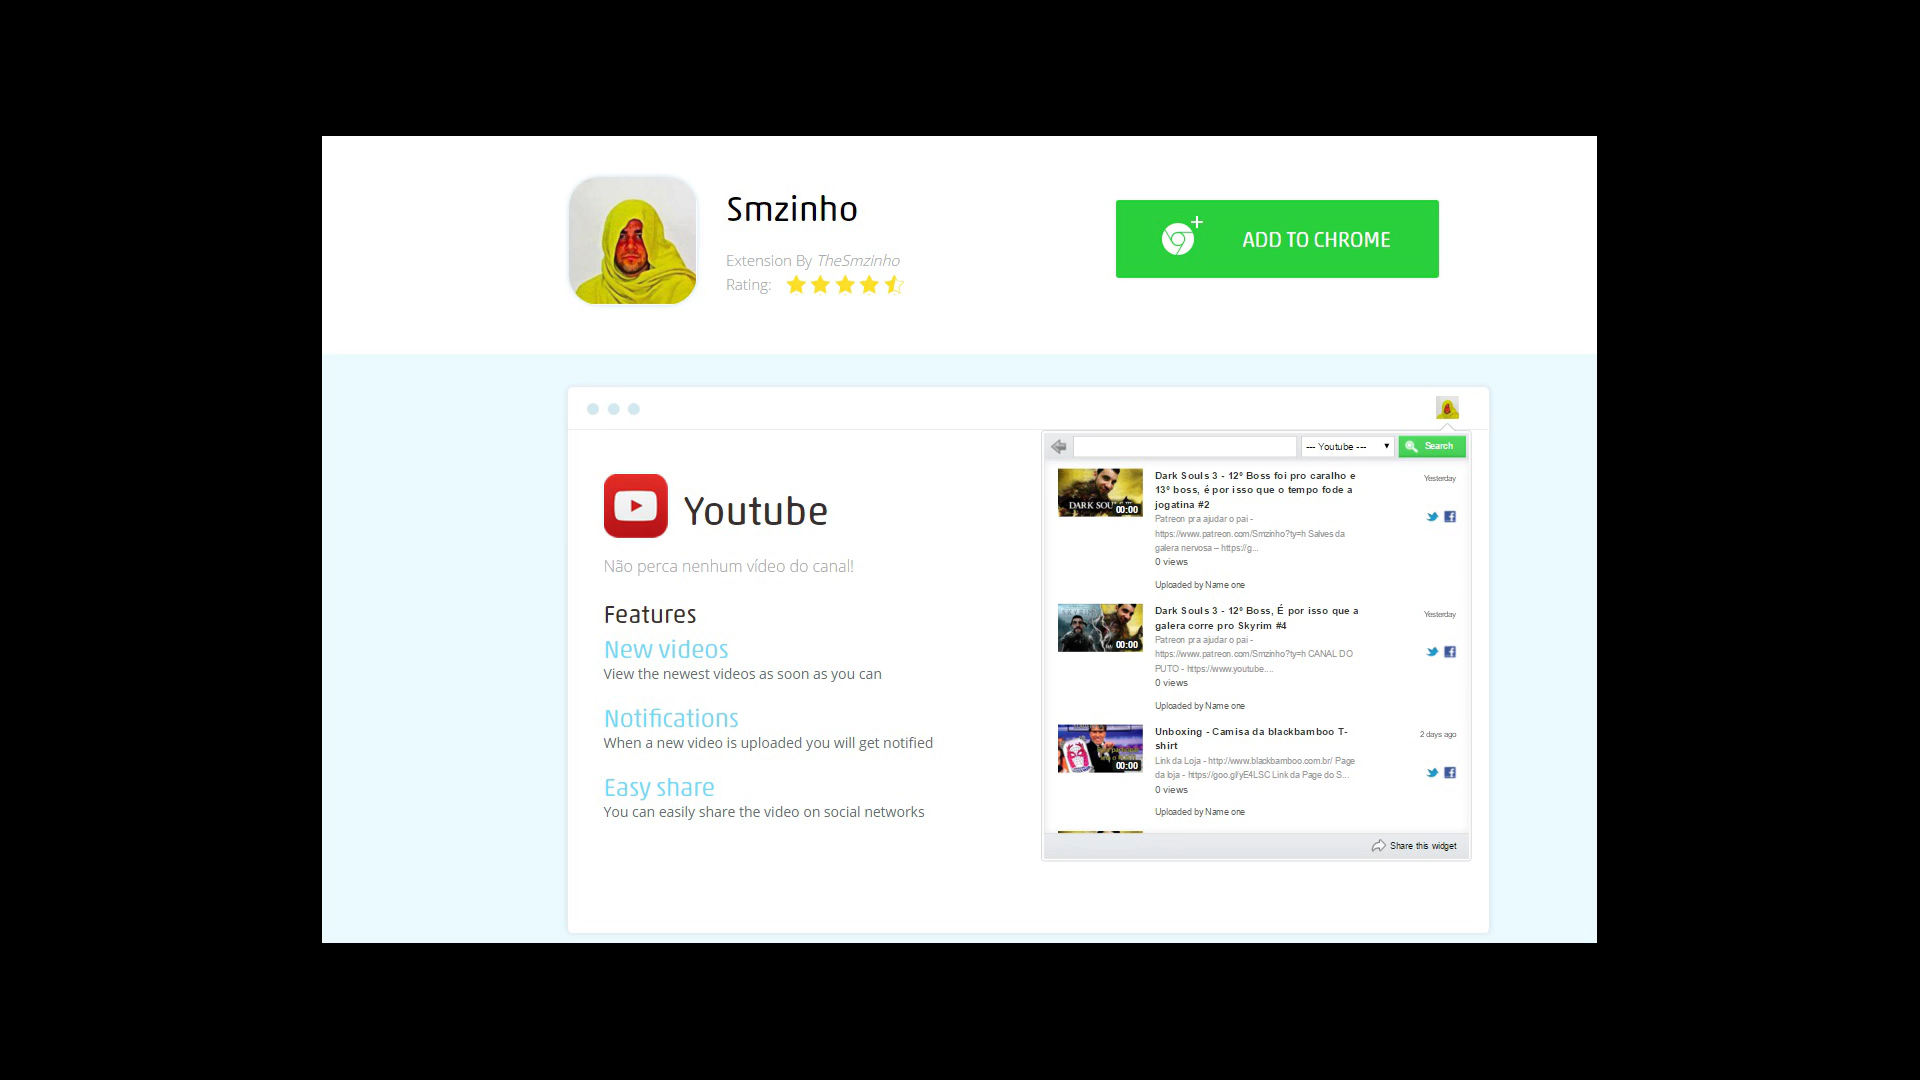 Smzinho
ADD TO CHROME
Extension By TheSmzinho
Rating:
--- Youtube ---
Search
Youtube
Não perca nenhum vídeo do canal!
Features
New videos
View the newest videos as soon as you can
Notifications
When a new video is uploaded you will get notified
Easy share
You can easily share the video on social networks
Dark Souls 3 - 12º Boss foi pro caralho e
13º boss, é por isso que o tempo fode a
jogatina #2
Yesterday
Patreon pra ajudar o pai -
https://www.patreon.com/Smzinho?ty=h Salves da
galera nervosa – https://g...
0 views
Uploaded by Name one
DARK SOULS
00:00
Dark Souls 3 - 12º Boss, É por isso que a
galera corre pro Skyrim #4
Yesterday
Patreon pra ajudar o pai -
https://www.patreon.com/Smzinho?ty=h CANAL DO
PUTO - https://www.youtube....
0 views
Uploaded by Name one
00:00
Unboxing - Camisa da blackbamboo T-
shirt
2 days ago
Link da Loja - http://www.blackbamboo.com.br/ Page
da loja - https://goo.gl/yE4LSC Link da Page do S...
0 views
Uploaded by Name one
00:00
Share this widget